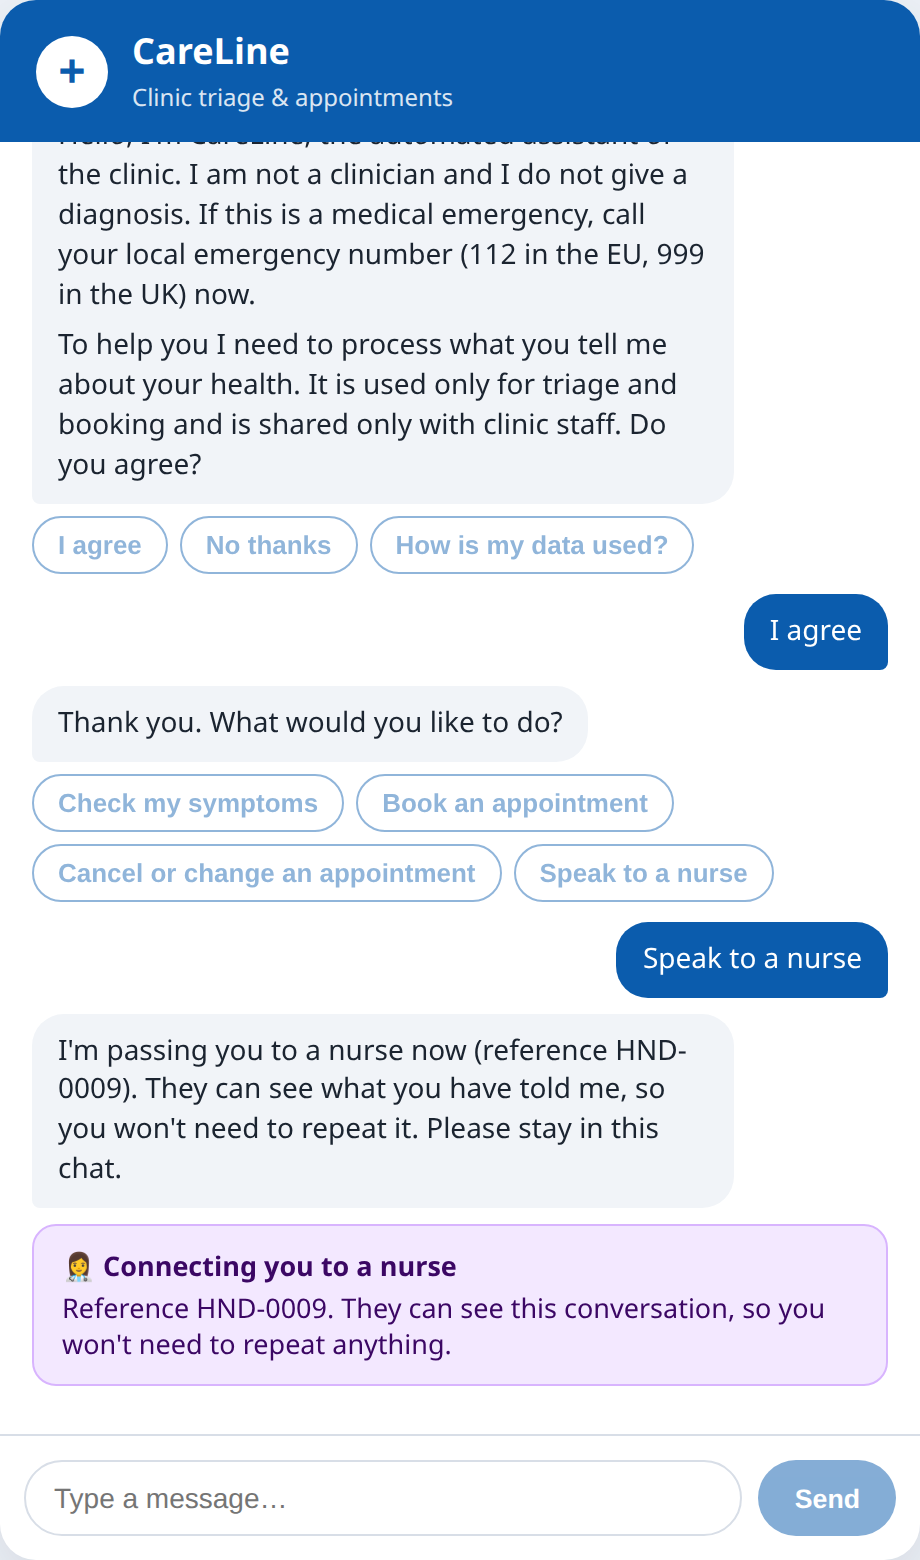 +
CareLine
Clinic triage & appointments
Hello, I'm CareLine, the automated assistant of
the clinic. I am not a clinician and I do not give a
diagnosis. If this is a medical emergency, call
your local emergency number (112 in the EU, 999
in the UK) now.
To help you I need to process what you tell me
about your health. It is used only for triage and
booking and is shared only with clinic staff. Do
you agree?
I agree
No thanks
How is my data used?
I agree
Thank you. What would you like to do?
Check my symptoms
Book an appointment
Cancel or change an appointment
Speak to a nurse
Speak to a nurse
I'm passing you to a nurse now (reference HND-
0009). They can see what you have told me, so
you won't need to repeat it. Please stay in this
chat.
👩‍⚕️ Connecting you to a nurse
Reference HND-0009. They can see this conversation, so you
won't need to repeat anything.
Type a message…
Send